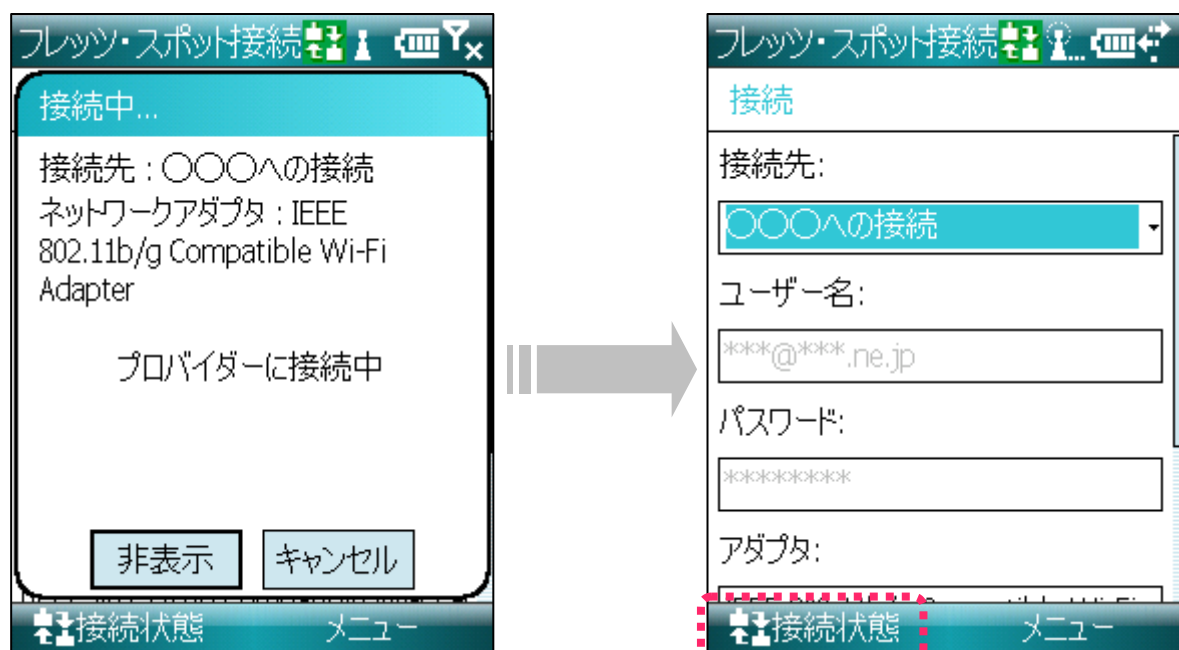 フレッツ・スポット接続
接続中...
接続先 : 〇〇〇への接続
ネットワークアダプタ : IEEE
802.11b/g Compatible Wi-Fi
Adapter
プロバイダーに接続中
非表示
キャンセル
接続状態
メニュー
フレッツ・スポット接続
接続
接続先:
〇〇〇への接続
ユーザー名:
***@***.ne.jp
パスワード:
********
アダプタ:
接続状態
メニュー